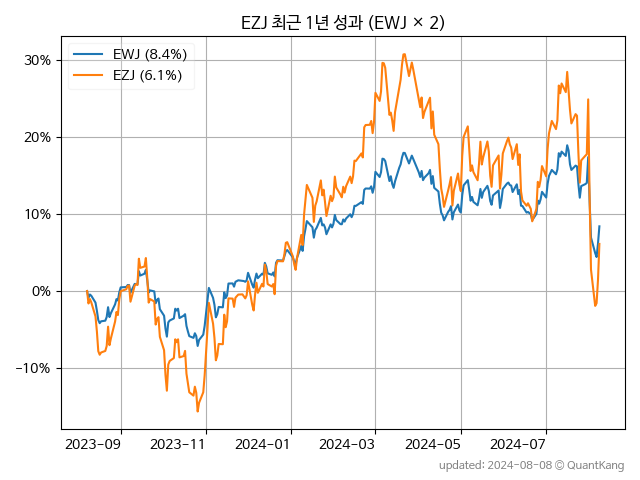 EZJ 최근 1년 성과 (EWJ × 2)
EWJ (8.4%)
EZJ (6.1%)
30%
20%
10%
0%
−10%
2023-09
2023-11
2024-01
2024-03
2024-05
2024-07
updated: 2024-08-08 © QuantKang